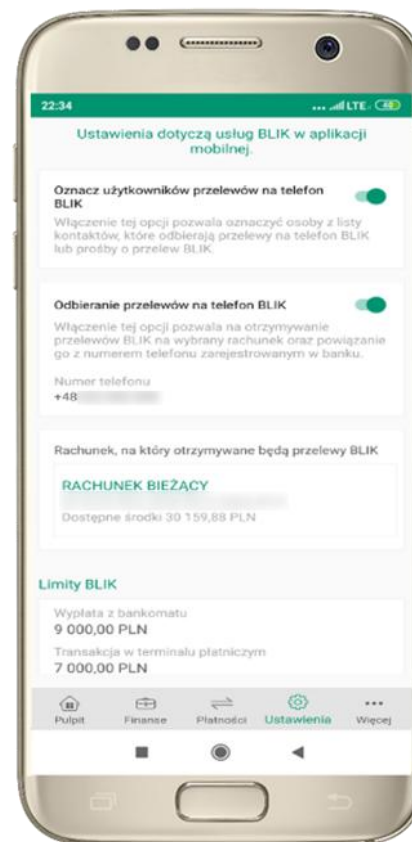 22:34
... LTE 48
Ustawienia dotyczą usług BLIK w aplikacji
mobilnej.
Oznacz użytkowników przelewów na telefon
BLIK
Włączenie tej opcji pozwala oznaczyć osoby z listy
kontaktów, które odbierają przelewy na telefon BLIK
lub prośby o przelew BLIK.
Odbieranie przelewów na telefon BLIK
Włączenie tej opcji pozwala na otrzymywanie
przelewów BLIK na wybrany rachunek oraz powiązanie
go z numerem telefonu zarejestrowanym w banku.
Numer telefonu
+48
Rachunek, na który otrzymywane będą przelewy BLIK
RACHUNEK BIEŻĄCY
Dostępne środki 30 159,88 PLN
Limity BLIK
Wypłata z bankomatu
9 000,00 PLN
Transakcja w terminalu płatniczym
7 000,00 PLN
Pulpit Finanse Płatności Ustawienia Więcej